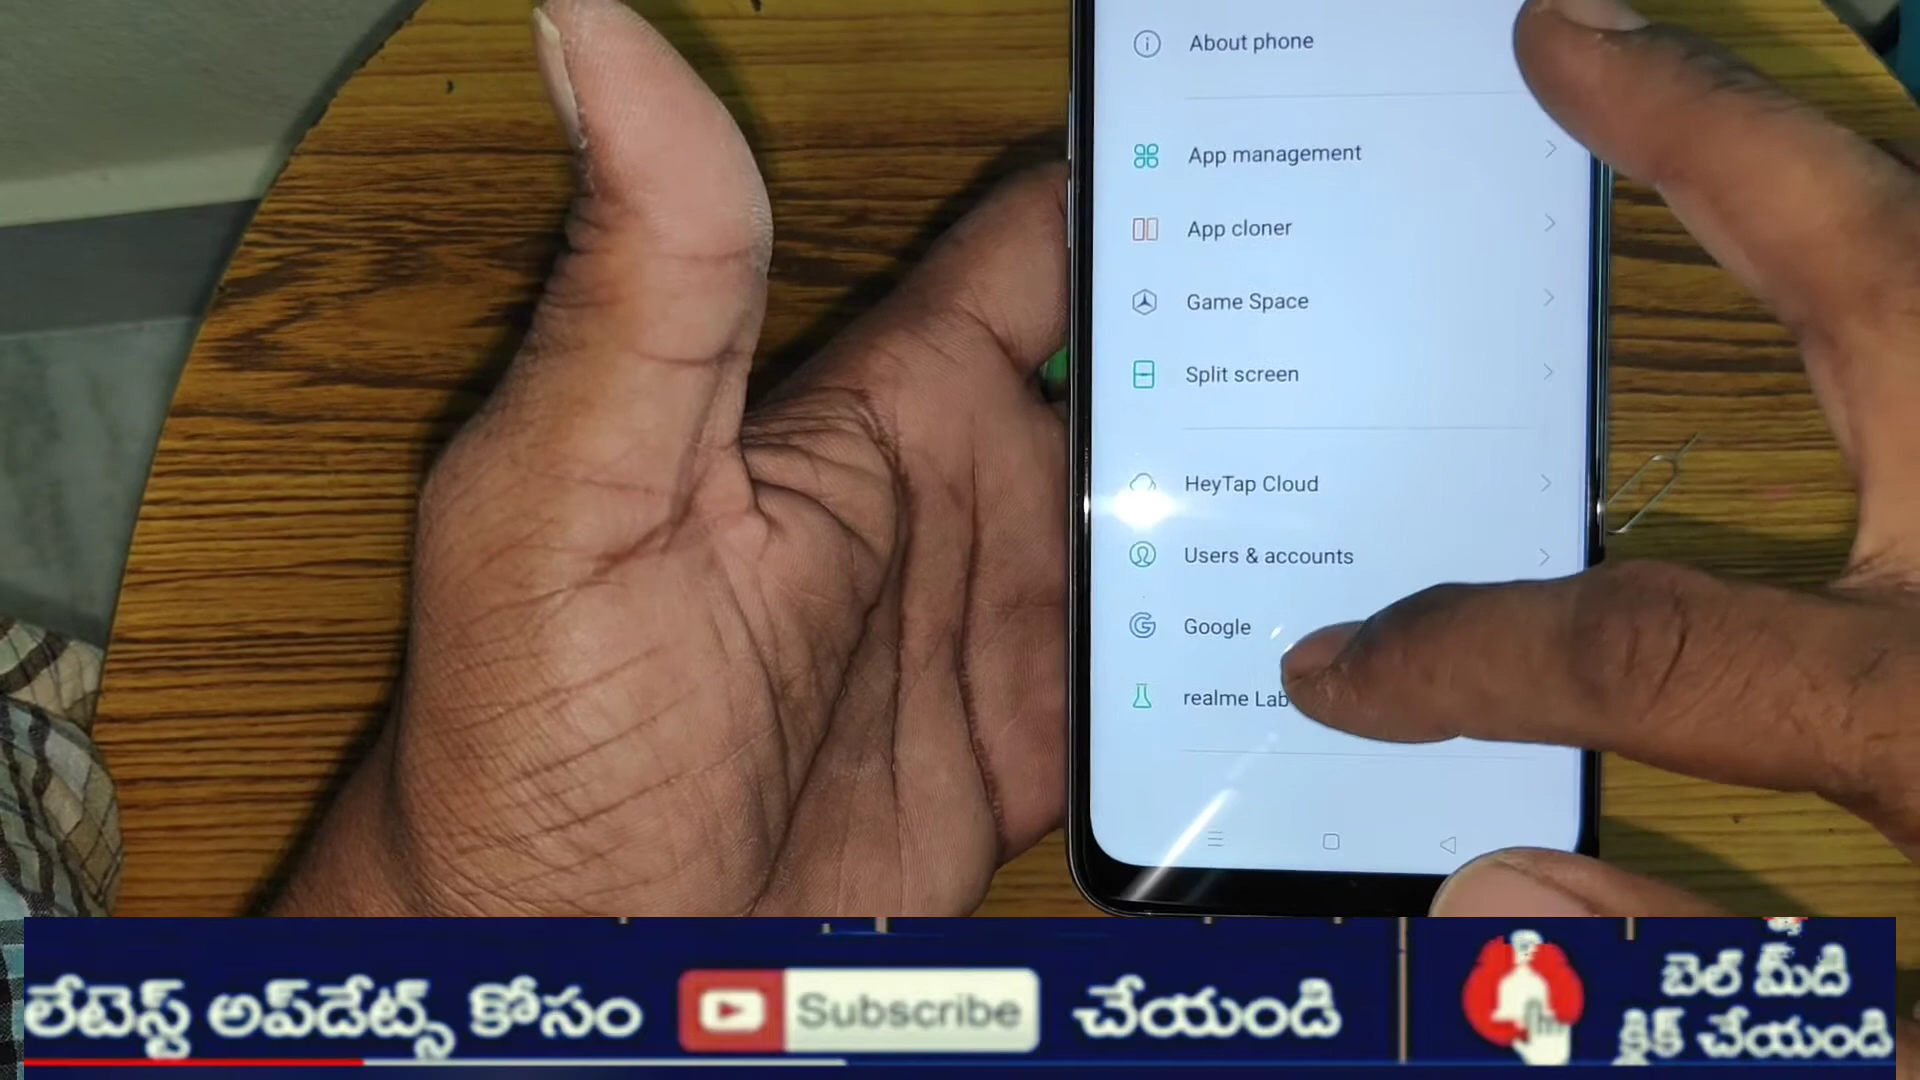 About phone
App management
App cloner
Game Space
Split screen
HeyTap Cloud
Users & accounts
Google
realme Lab
లేటెస్ట్ అప్‌డేట్స్ కోసం Subscribe చేయండి
బెల్ మీది
క్లిక్ చేయండి